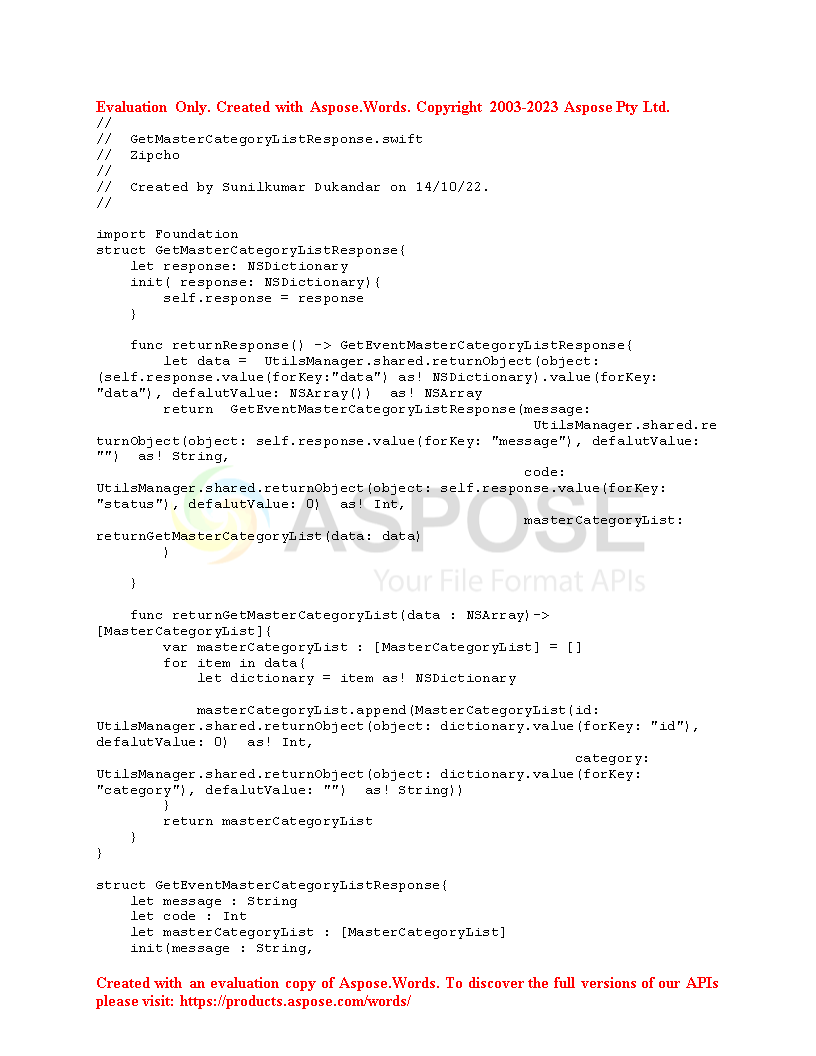 Evaluation Only. Created with Aspose.Words. Copyright 2003-2023 Aspose Pty Ltd.
//
//  GetMasterCategoryListResponse.swift
//  Zipcho
//
//  Created by Sunilkumar Dukandar on 14/10/22.
//
import Foundation
struct GetMasterCategoryListResponse{
    let response: NSDictionary
    init( response: NSDictionary){
        self.response = response
    }
    func returnResponse() -> GetEventMasterCategoryListResponse{
        let data =  UtilsManager.shared.returnObject(object:
(self.response.value(forKey:"data") as! NSDictionary).value(forKey:
"data"), defalutValue: NSArray())  as! NSArray
        return  GetEventMasterCategoryListResponse(message:
                                                    UtilsManager.shared.re
turnObject(object: self.response.value(forKey: "message"), defalutValue:
"")  as! String,
                                                   code:
UtilsManager.shared.returnObject(object: self.response.value(forKey:
"status"), defalutValue: 0)  as! Int,
                                                   masterCategoryList:
returnGetMasterCategoryList(data: data)
        )
ASPOSE
Your File Format APIs
    }
    func returnGetMasterCategoryList(data : NSArray)->
[MasterCategoryList]{
        var masterCategoryList : [MasterCategoryList] = []
        for item in data{
            let dictionary = item as! NSDictionary
            masterCategoryList.append(MasterCategoryList(id:
UtilsManager.shared.returnObject(object: dictionary.value(forKey: "id"),
defalutValue: 0)  as! Int,
                                                         category:
UtilsManager.shared.returnObject(object: dictionary.value(forKey:
"category"), defalutValue: "")  as! String))
        }
        return masterCategoryList
    }
}
struct GetEventMasterCategoryListResponse{
    let message : String
    let code : Int
    let masterCategoryList : [MasterCategoryList]
    init(message : String,
Created with an evaluation copy of Aspose.Words. To discover the full versions of our APIs
please visit: https://products.aspose.com/words/